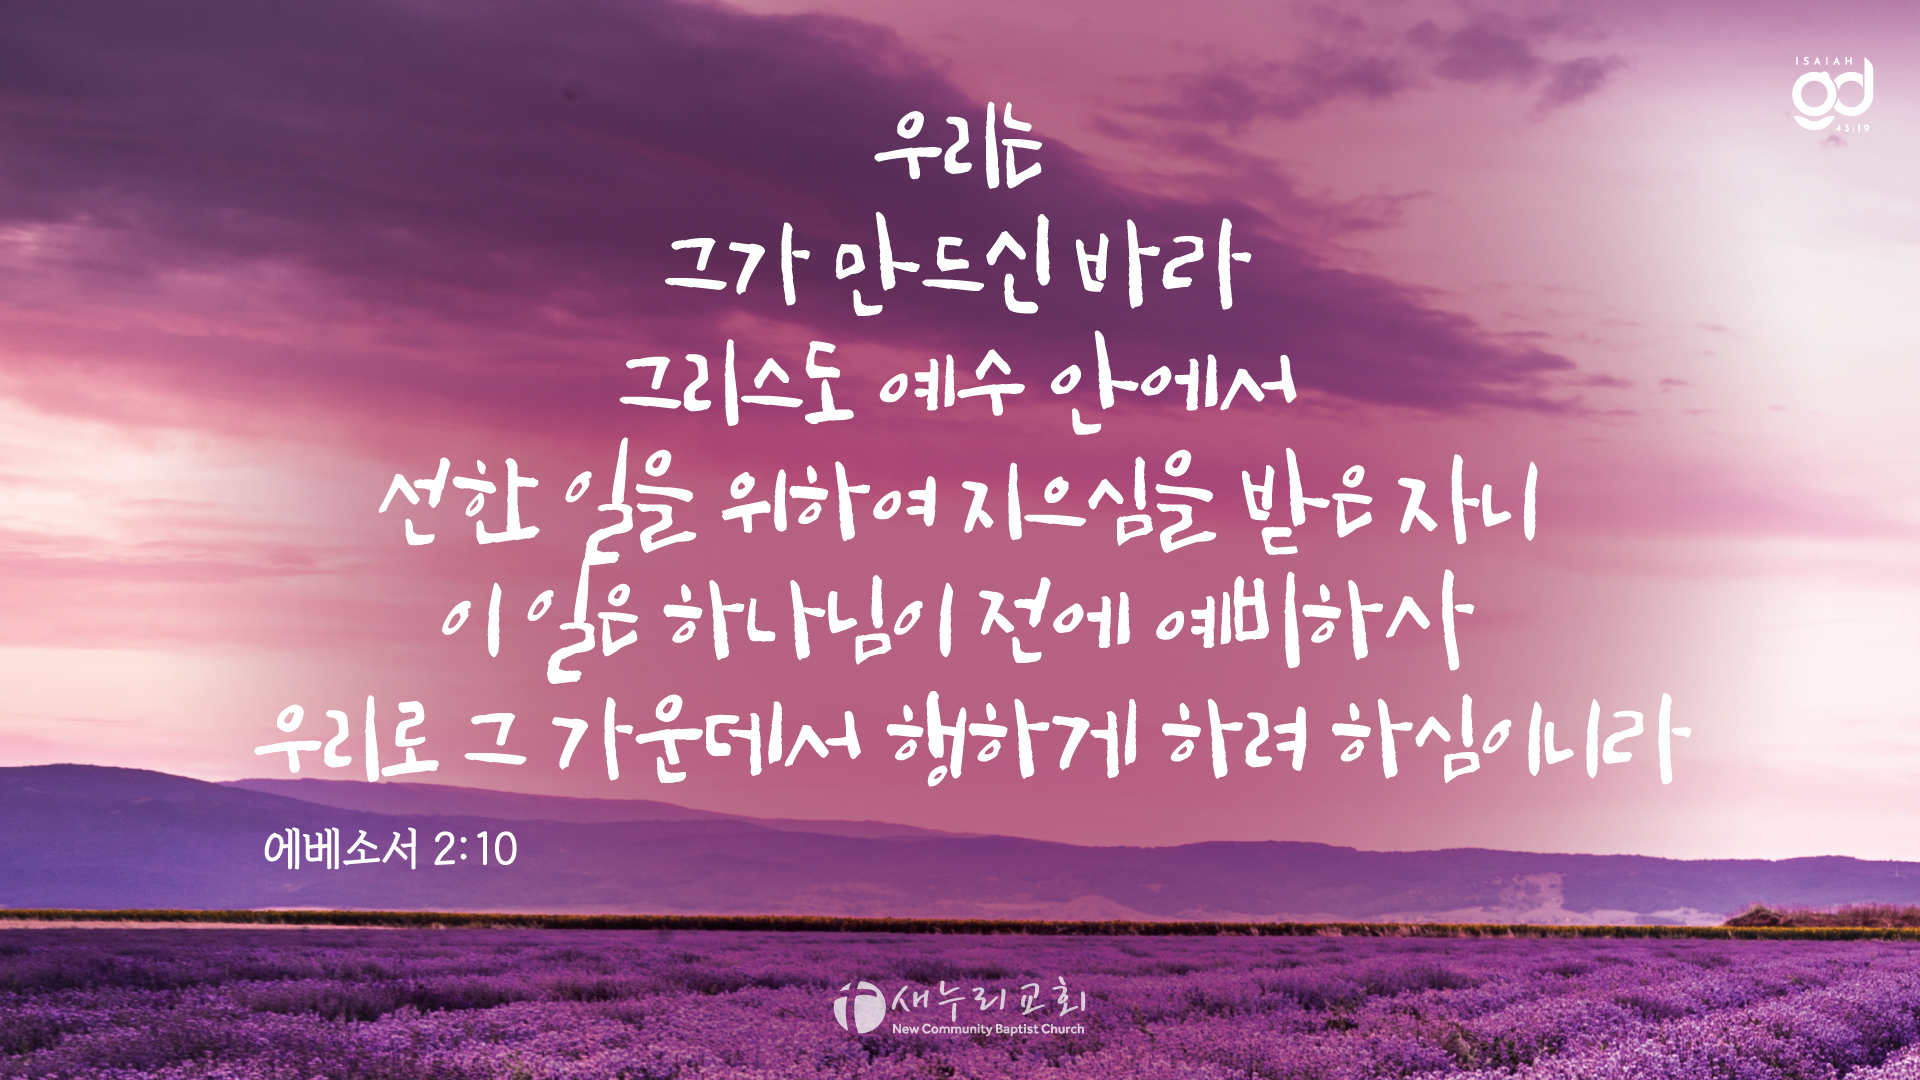 ISAIAH
gd
43:19
우리는
그가 만드신 바라
그리스도 예수 안에서
선한 일을 위하여 지으심을 받은 자니
이 일은 하나님이 전에 예비하사
우리로 그 가운데서 행하게 하려 하심이니라
에베소서 2:10
새누리교회
New Community Baptist Church